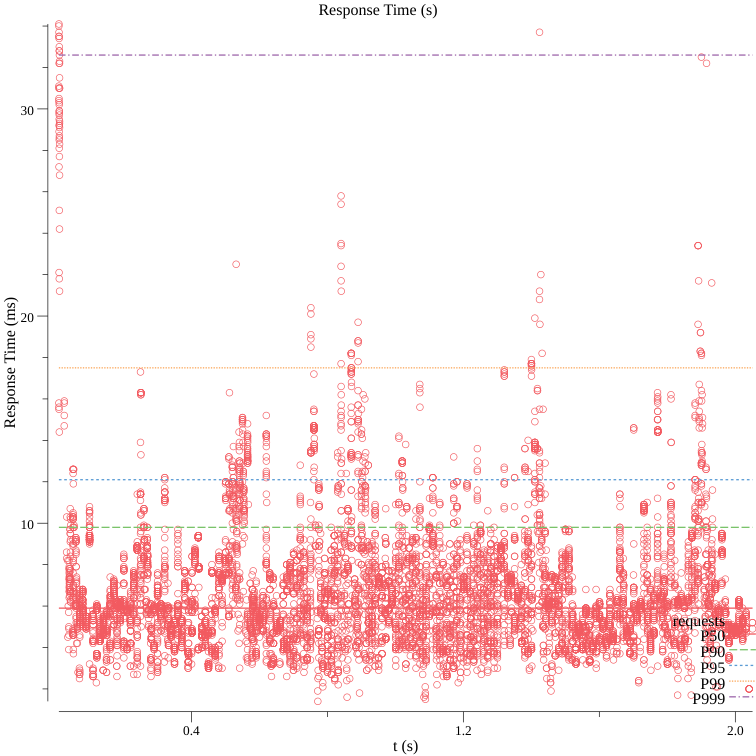 Response Time (s)
30
20
10
Response Time (ms)
requests
P50
P90
P95
P99
P999
0.4
1.2
2.0
t (s)